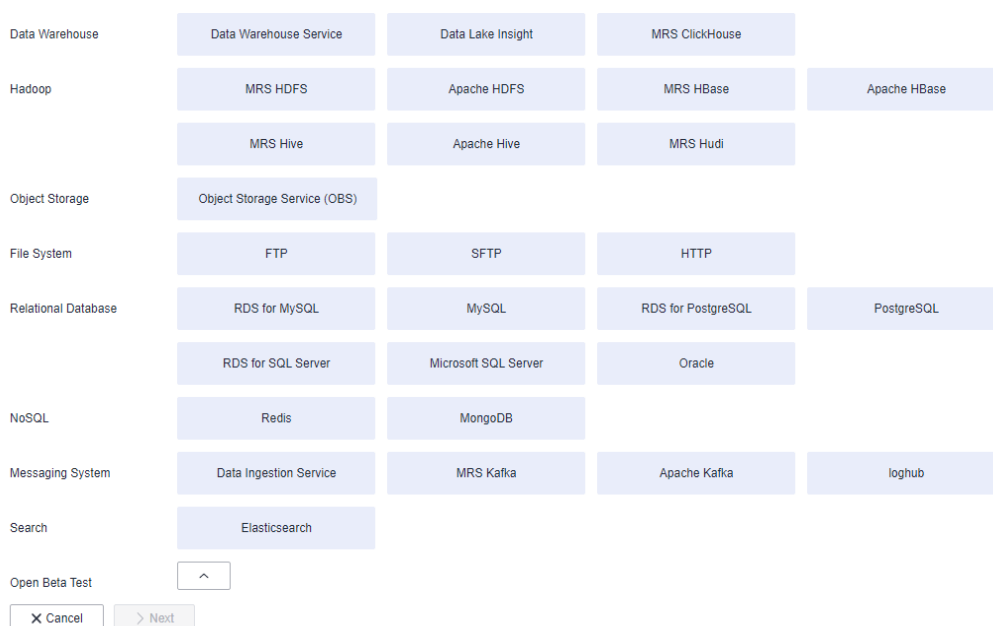 Data Warehouse Data Warehouse Service Data Lake Insight MRS ClickHouse
Hadoop MRS HDFS Apache HDFS MRS HBase Apache HBase
MRS Hive Apache Hive MRS Hudi
Object Storage Object Storage Service (OBS)
File System FTP SFTP HTTP
Relational Database RDS for MySQL MySQL RDS for PostgreSQL PostgreSQL
RDS for SQL Server Microsoft SQL Server Oracle
NoSQL Redis MongoDB
Messaging System Data Ingestion Service MRS Kafka Apache Kafka loghub
Search Elasticsearch
Open Beta Test
Cancel Next